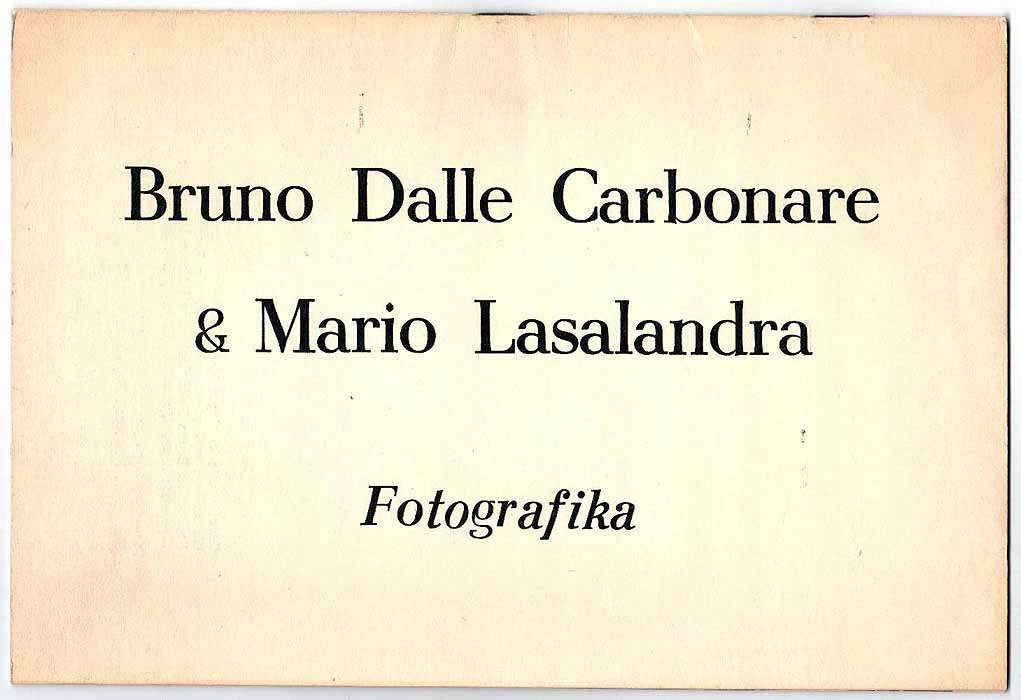 Bruno Dalle Carbonare
& Mario Lasalandra
Fotografika